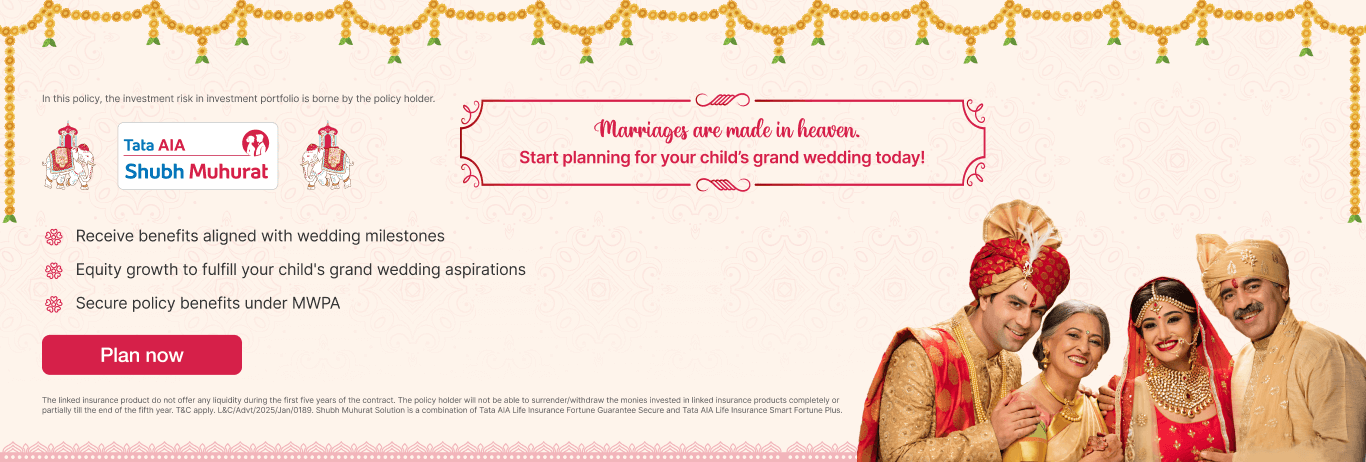 In this policy, the investment risk in investment portfolio is borne by the policy holder.
Tata AIA
Shubh Muhurat
Marriages are made in heaven.
Start planning for your child's grand wedding today!
Receive benefits aligned with wedding milestones
Equity growth to fulfill your child's grand wedding aspirations
Secure policy benefits under MWPA
Plan now
The linked insurance product do not offer any liquidity during the first five years of the contract. The policy holder will not be able to surrender/withdraw the monies invested in linked insurance products completely or
partially till the end of the fifth year. T&C apply. L&C/Advt/2025/Jan/0189. Shubh Muhurat Solution is a combination of Tata AIA Life Insurance Fortune Guarantee Secure and Tata AIA Life Insurance Smart Fortune Plus.